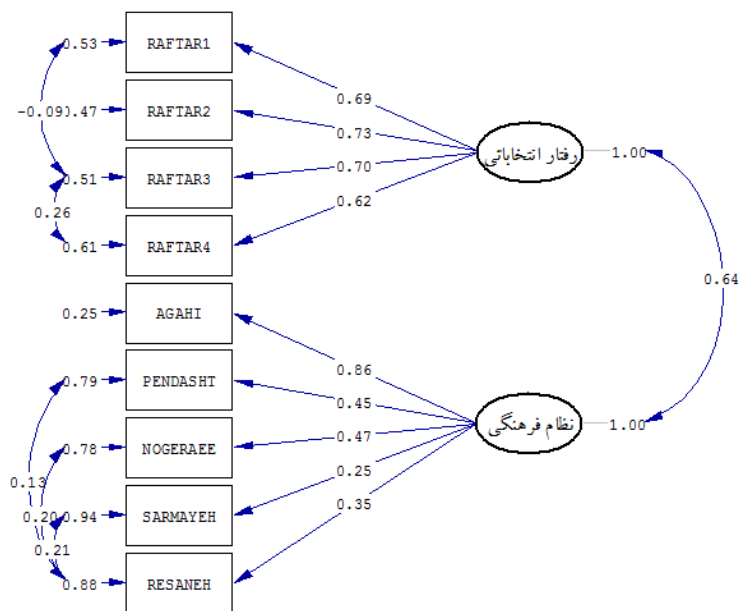 0.53 RAFTAR1
0.69
-0.09 0.47 RAFTAR2
0.73
رفتار انتخاباتی 1.00
0.51 RAFTAR3
0.70
0.26
0.62
0.61 RAFTAR4
0.64
0.25 AGAHI
0.86
0.79 PENDASHT
0.45
نظام فرهنگی 1.00
0.78 NOGERAEE
0.47
0.13
0.25
0.20 0.94 SARMAYEH
0.35
0.21
0.88 RESANEH